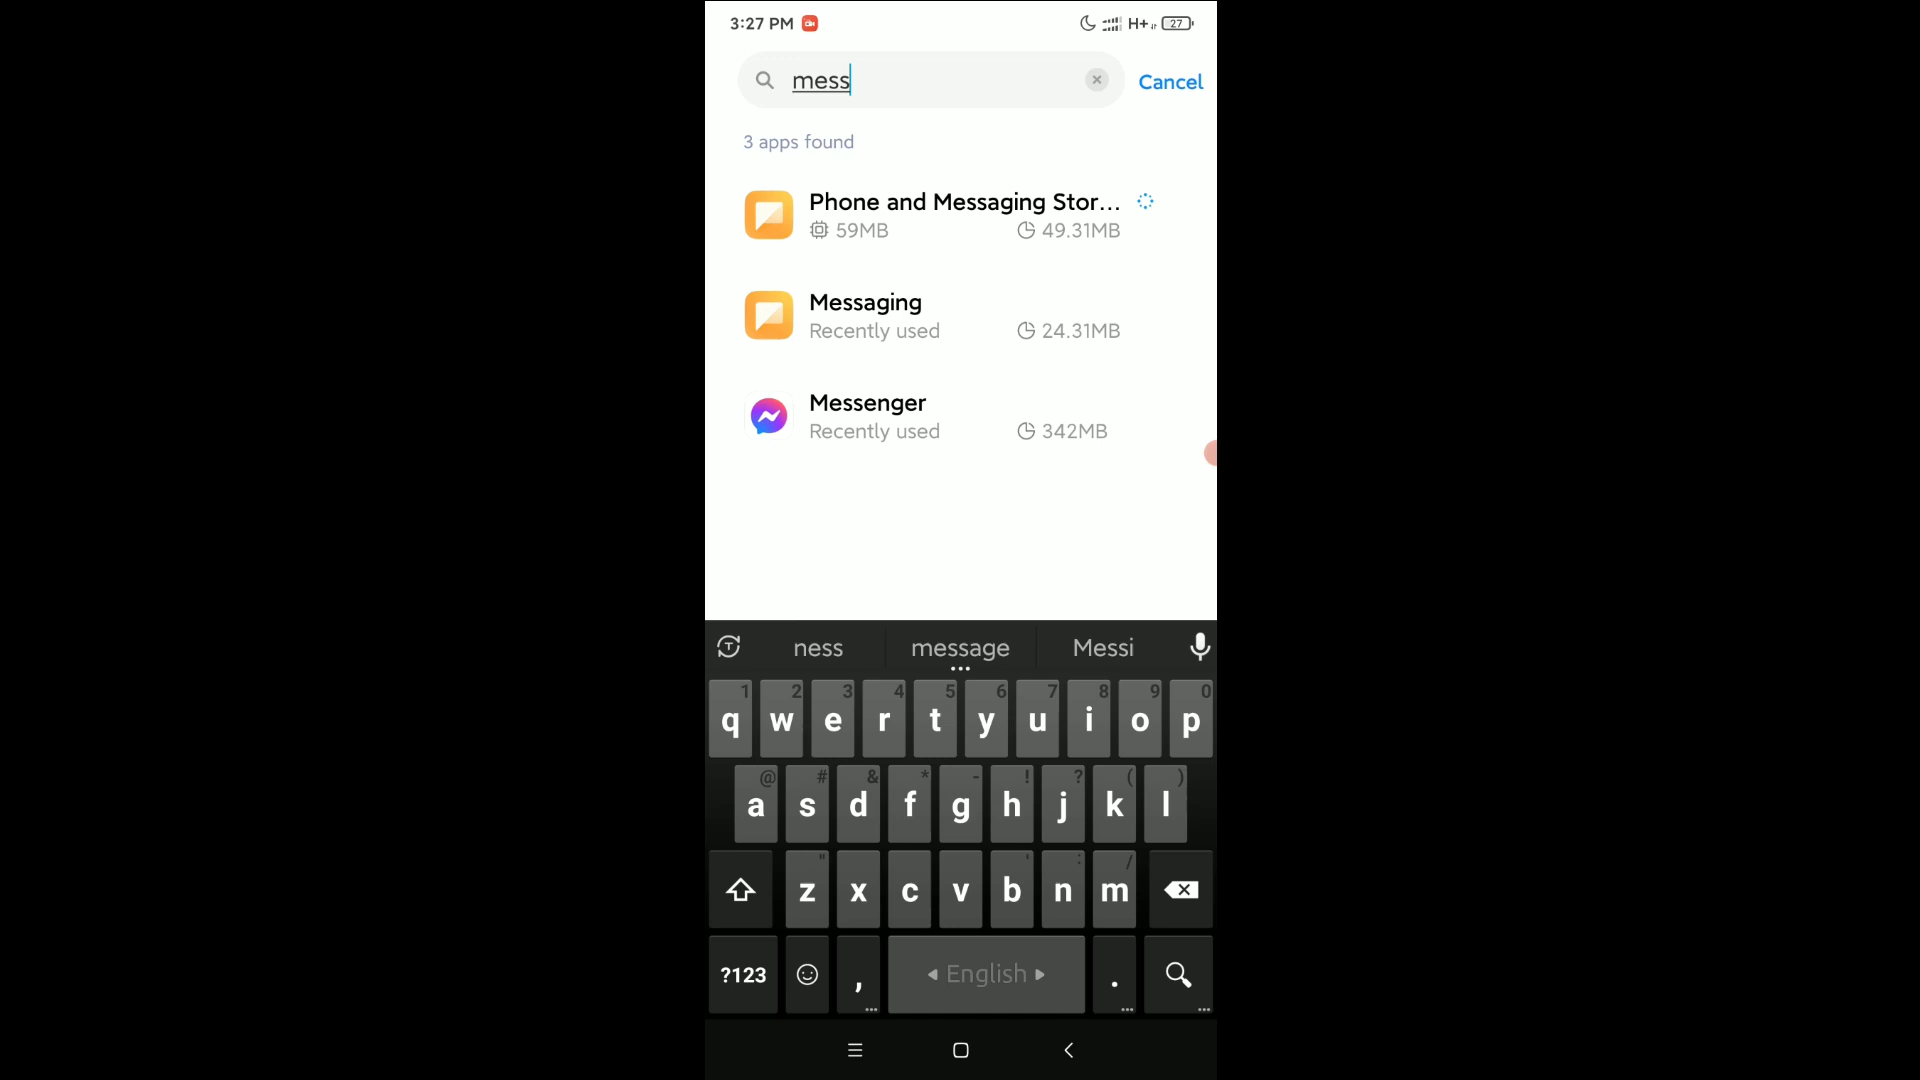 3:27 PM H+ 27
mess Cancel
3 apps found
Phone and Messaging Stor...
59MB 49.31MB
Messaging
Recently used 24.31MB
Messenger
Recently used 342MB
ness message Messi
1 2 3 4 5 6 7 8 9 0
q w e r t y u i o p
@ # & * - ! ? ( )
a s d f g h j k l
" ' : /
z x c v b n m
?123 , English .